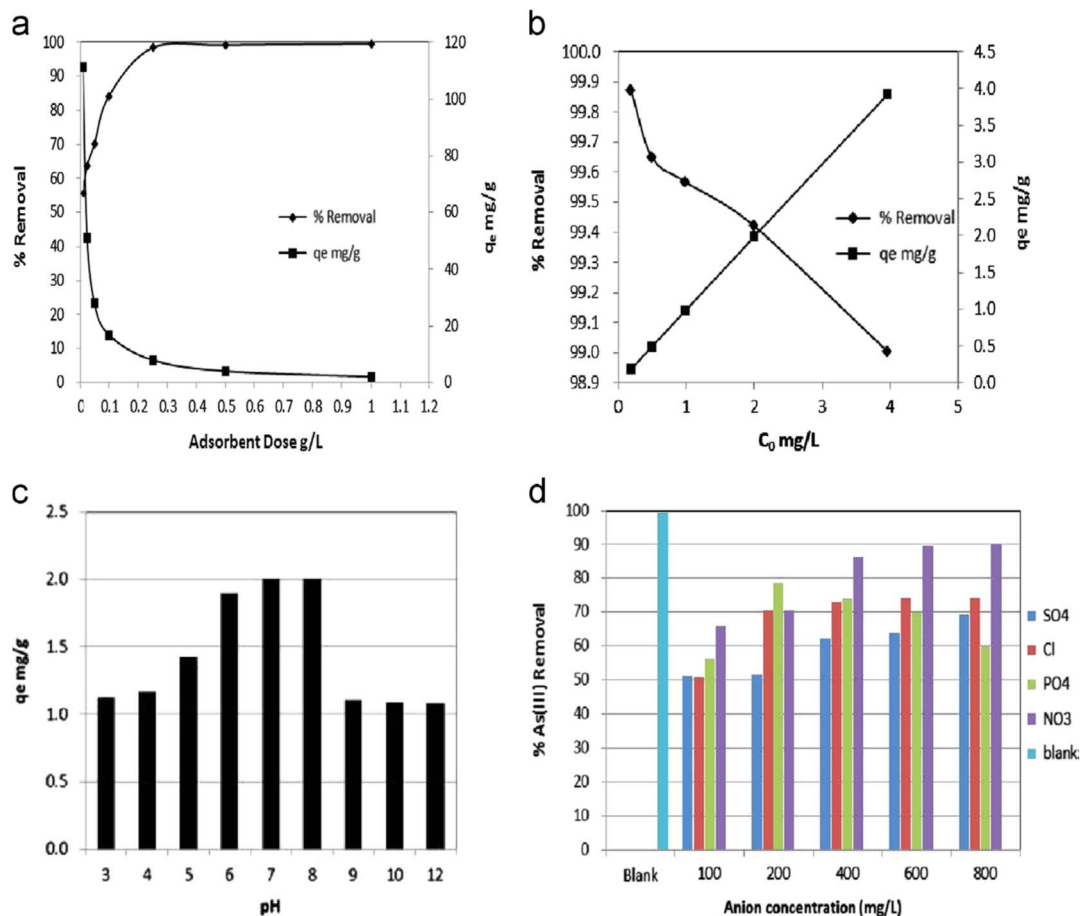 a
100
90
80
70
60
50
40
30
20
10
0
% Removal
120
100
80
60
40
20
0
qe mg/g
% Removal
qe mg/g
0 0.1 0.2 0.3 0.4 0.5 0.6 0.7 0.8 0.9 1 1.1 1.2
Adsorbent Dose g/L
b
100.0
99.9
99.8
99.7
99.6
99.5
99.4
99.3
99.2
99.1
99.0
98.9
% Removal
4.5
4.0
3.5
3.0
2.5
2.0
1.5
1.0
0.5
0.0
qe mg/g
% Removal
qe mg/g
0 1 2 3 4 5
C0 mg/L
c
2.5
2.0
1.5
1.0
0.5
0.0
qe mg/g
3 4 5 6 7 8 9 10 12
pH
d
100
90
80
70
60
50
40
30
20
10
0
% As(III) Removal
Blank 100 200 400 600 800
Anion concentration (mg/L)
SO4
Cl
PO4
NO3
blank